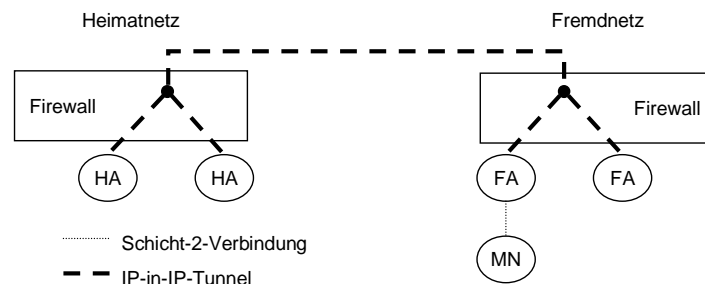 Heimatnetz Fremdnetz
Firewall Firewall
HA HA FA FA
Schicht-2-Verbindung MN
IP-in-IP-Tunnel